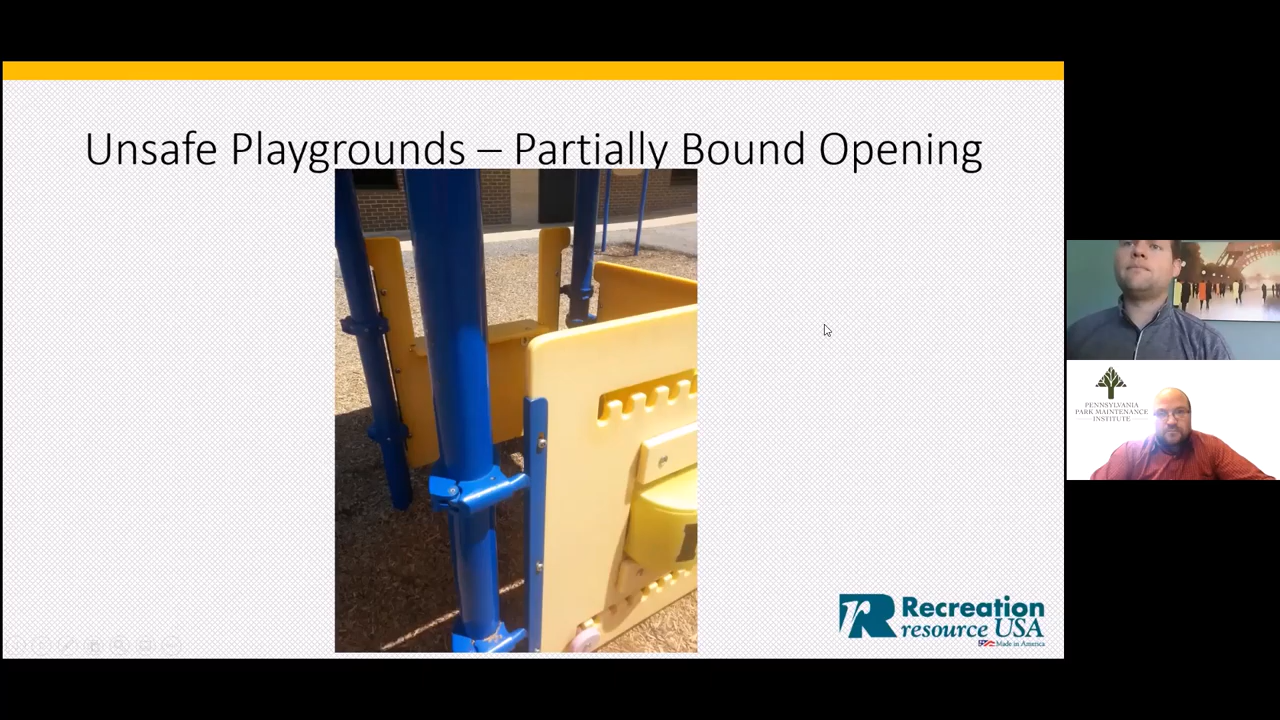 Unsafe Playgrounds – Partially Bound Opening
Recreation
resource USA
Made in America
PENNSYLVANIA
PARK MAINTENANCE
INSTITUTE